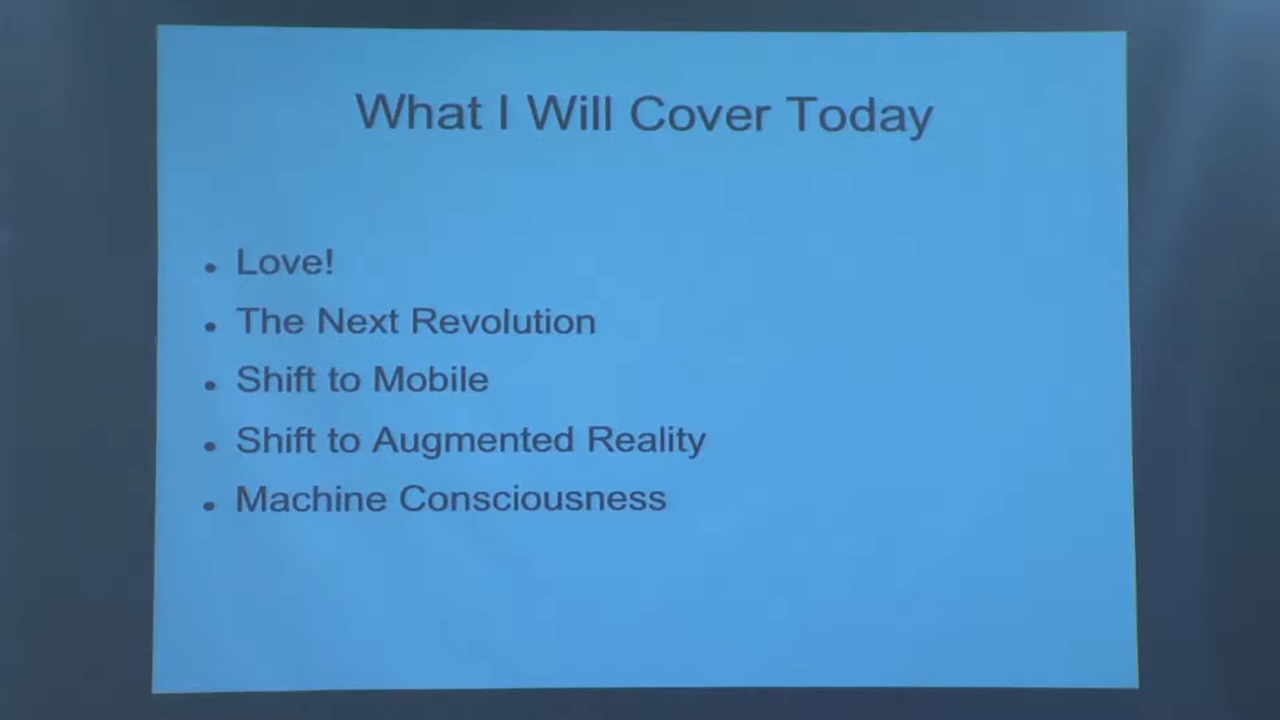 What I Will Cover Today
• Love!
• The Next Revolution
• Shift to Mobile
• Shift to Augmented Reality
• Machine Consciousness